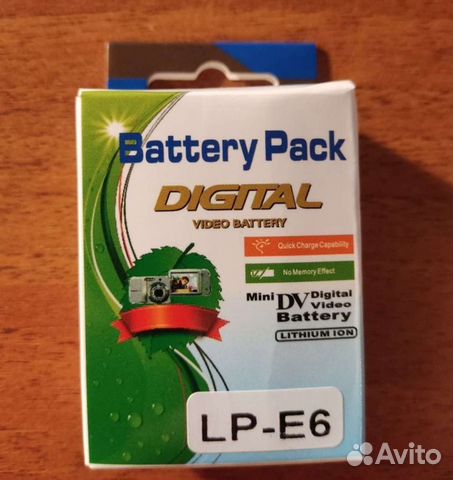 Battery Pack
DIGITAL
VIDEO BATTERY
Quick Charge Capability
No Memory Effect
Mini DV Digital Video Battery
LITHIUM ION
LP-E6
Avito